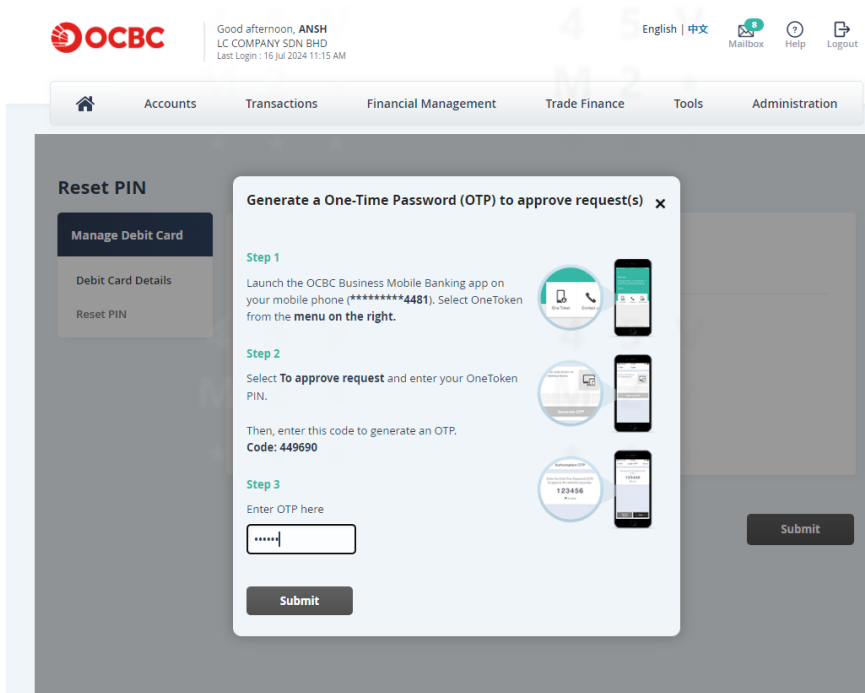 OCBC
Good afternoon, ANSH
LC COMPANY SDN BHD
Last Login : 16 Jul 2024 11:15 AM
English | 中文
8
Mailbox
?
Help
Logout
Accounts
Transactions
Financial Management
Trade Finance
Tools
Administration
Reset PIN
Manage Debit Card
Debit Card Details
Reset PIN
Generate a One-Time Password (OTP) to approve request(s)
Step 1
Launch the OCBC Business Mobile Banking app on
your mobile phone (*********4481). Select OneToken
from the menu on the right.
One Token
Step 2
Select To approve request and enter your OneToken
PIN.
Generate OTP
Then, enter this code to generate an OTP.
Code: 449690
123456
Step 3
Enter OTP here
••••••
Submit
Submit